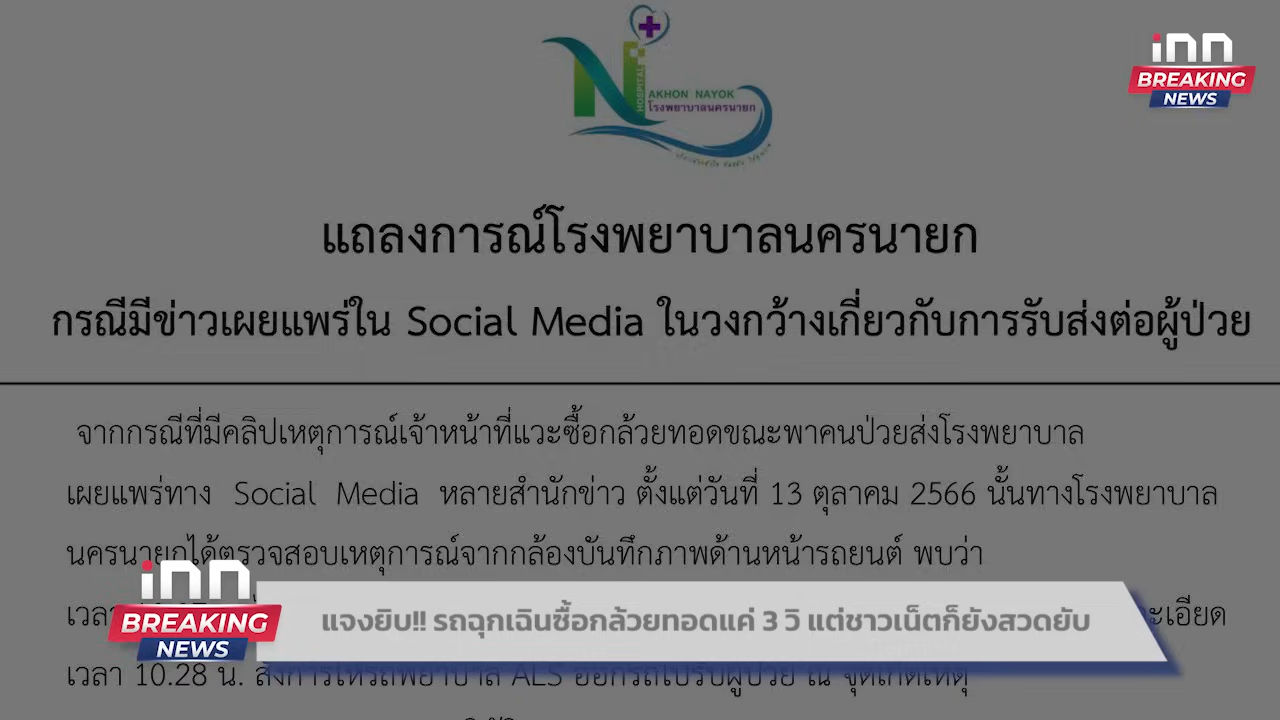 HOSPITAL
AKHON NAYOK
โรงพยาบาลนครนายก
inn
BREAKING
NEWS
แถลงการณ์โรงพยาบาลนครนายก
กรณีมีข่าวเผยแพร่ใน Social Media ในวงกว้างเกี่ยวกับการรับส่งต่อผู้ป่วย
จากกรณีที่มีคลิปเหตุการณ์เจ้าหน้าที่แวะซื้อกล้วยทอดขณะพาคนป่วยส่งโรงพยาบาล
เผยแพร่ทาง Social Media หลายสำนักข่าว ตั้งแต่วันที่ 13 ตุลาคม 2566 นั้นทางโรงพยาบาล
นครนายกได้ตรวจสอบเหตุการณ์จากกล้องบันทึกภาพด้านหน้ารถยนต์ พบว่า
inn
BREAKING
NEWS
แจงยิบ!! รถฉุกเฉินซื้อกล้วยทอดแค่ 3 วิ แต่ชาวเน็ตก็ยังสวดยับ
เวลา 10.28 น. สั่งการให้รถพยาบาล ALS ออกรถไปรับผู้ป่วย ณ จุดเกิดเหตุ